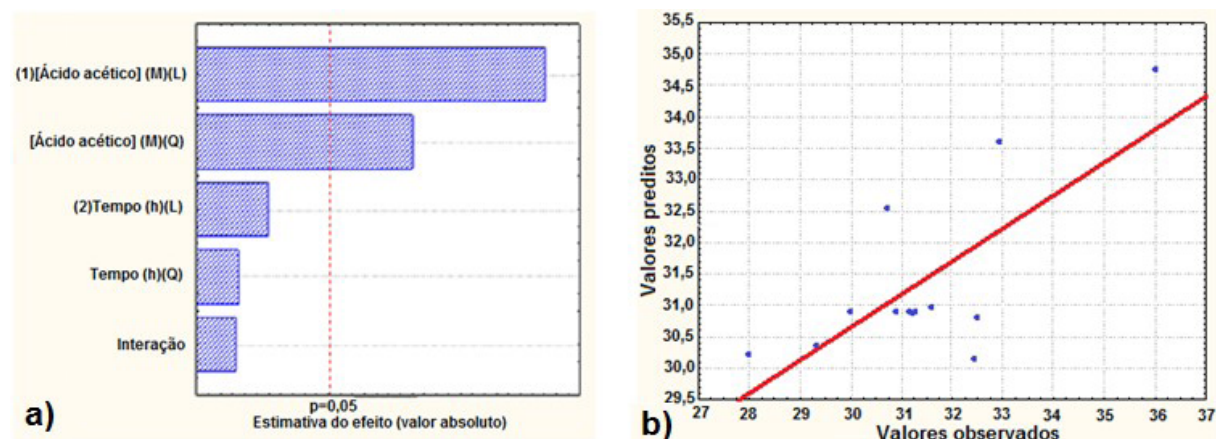 (1)[Ácido acético] (M)(L)
[Ácido acético] (M)(Q)
(2)Tempo (h)(L)
Tempo (h)(Q)
Interação
p=0,05
Estimativa do efeito (valor absoluto)
a)
35,5
35,0
34,5
34,0
33,5
33,0
32,5
32,0
31,5
31,0
30,5
30,0
29,5
Valores preditos
27 28 29 30 31 32 33 34 35 36 37
Valores observados
b)